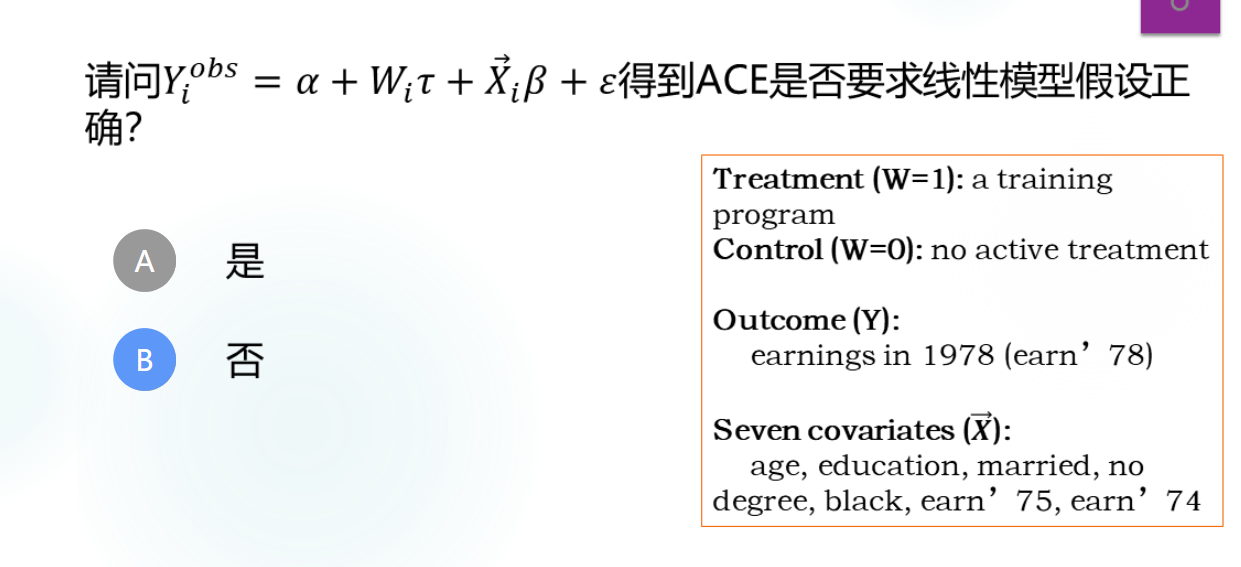 请问$Y_i^{obs} = \alpha + W_i\tau + \vec{X}_i\beta + \varepsilon$得到ACE是否要求线性模型假设正
确?
A 是
B 否
Treatment (W=1): a training
program
Control (W=0): no active treatment
Outcome (Y):
earnings in 1978 (earn’ 78)
Seven covariates ($\vec{X}$):
age, education, married, no
degree, black, earn’ 75, earn’ 74